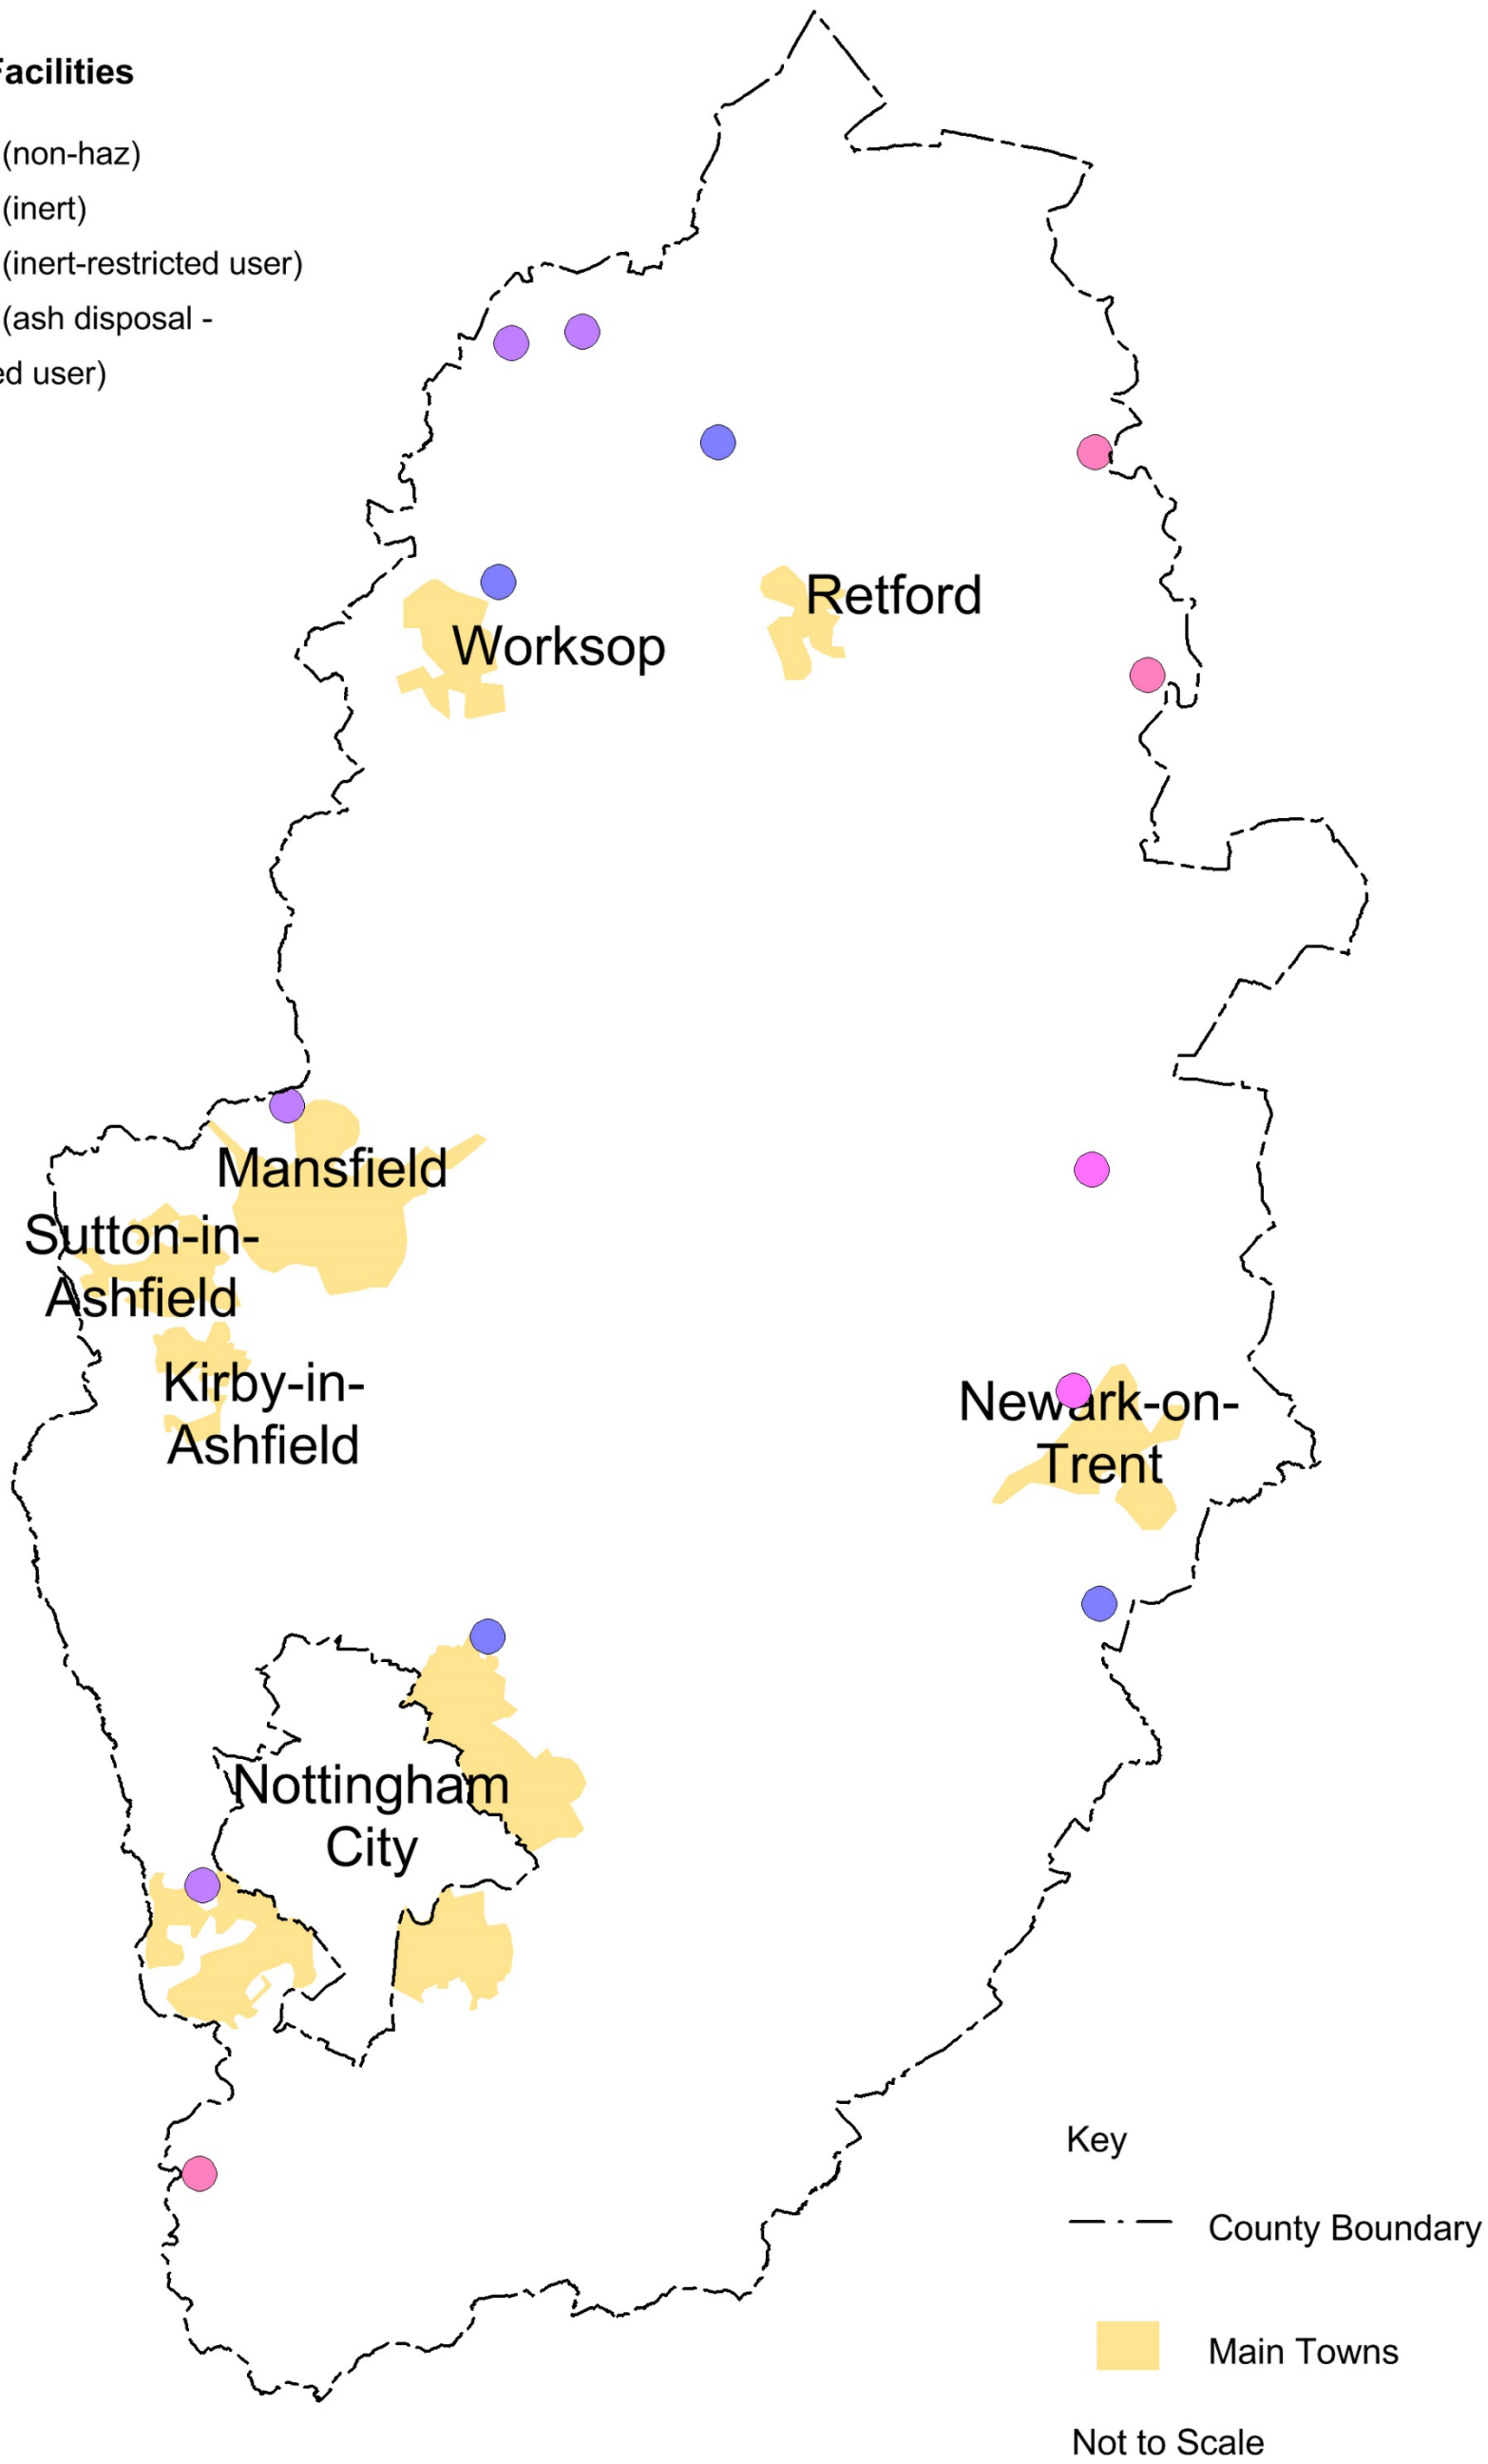 Facilities
(non-haz)
(inert)
(inert-restricted user)
(ash disposal -
ed user)
Retford
Worksop
Mansfield
Sutton-in-
Ashfield
Kirby-in-
Ashfield
Newark-on-
Trent
Nottingham
City
Key
County Boundary
Main Towns
Not to Scale